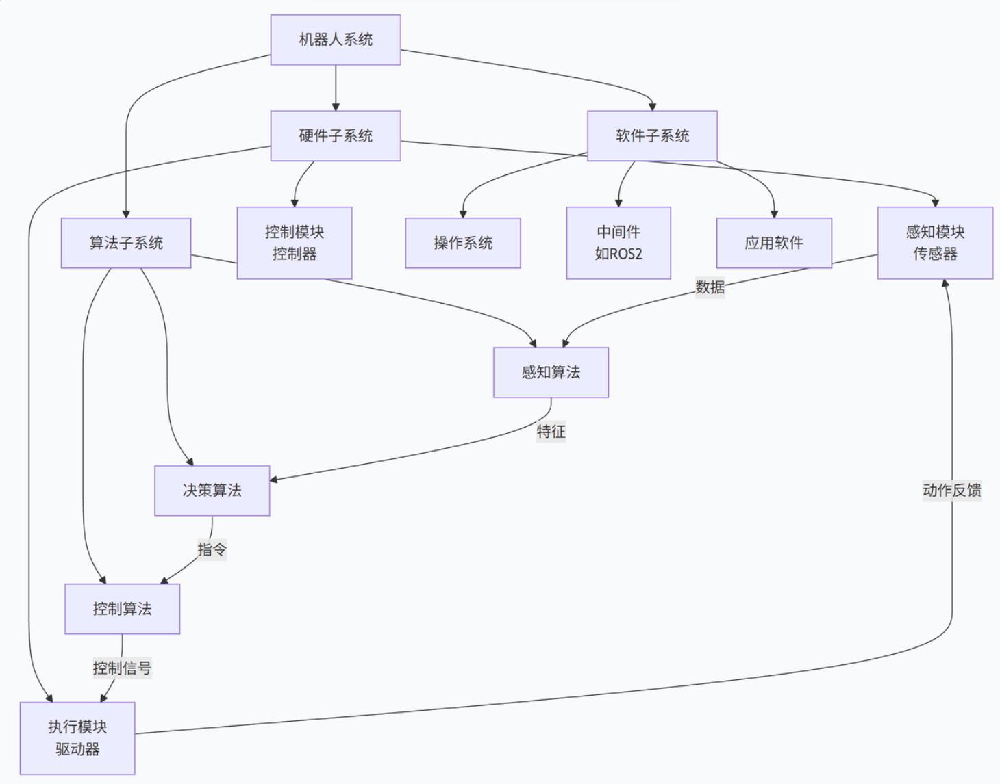 机器人系统
硬件子系统
软件子系统
算法子系统
控制模块
控制器
操作系统
中间件
如ROS2
应用软件
感知模块
传感器
数据
感知算法
特征
决策算法
动作反馈
指令
控制算法
控制信号
执行模块
驱动器